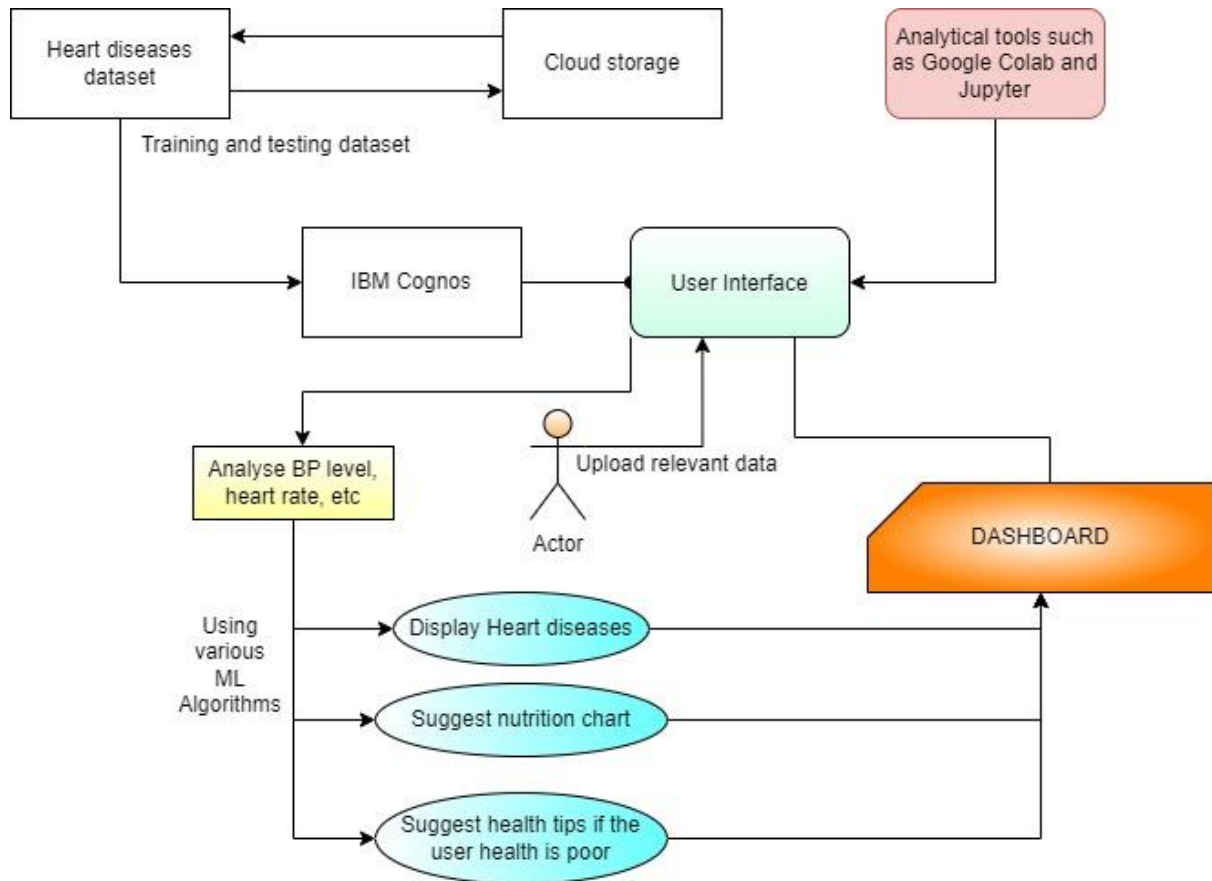 Heart diseases
dataset
Cloud storage
Analytical tools such
as Google Colab and
Jupyter
Training and testing dataset
IBM Cognos
User Interface
Analyse BP level,
heart rate, etc
Upload relevant data
Actor
DASHBOARD
Using
various
ML
Algorithms
Display Heart diseases
Suggest nutrition chart
Suggest health tips if the
user health is poor